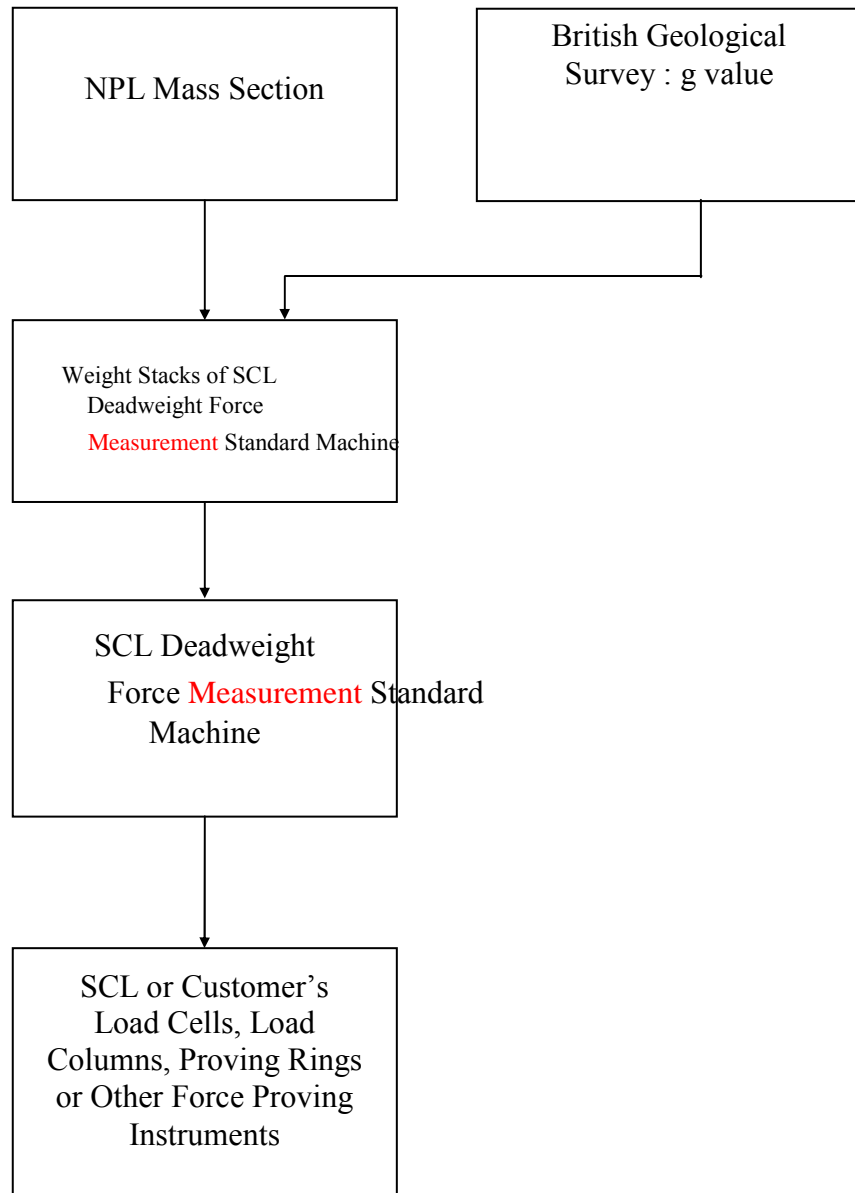 NPL Mass Section
British Geological
Survey : g value
Weight Stacks of SCL
Deadweight Force
Measurement Standard Machine
SCL Deadweight
Force Measurement Standard
Machine
SCL or Customer’s
Load Cells, Load
Columns, Proving Rings
or Other Force Proving
Instruments